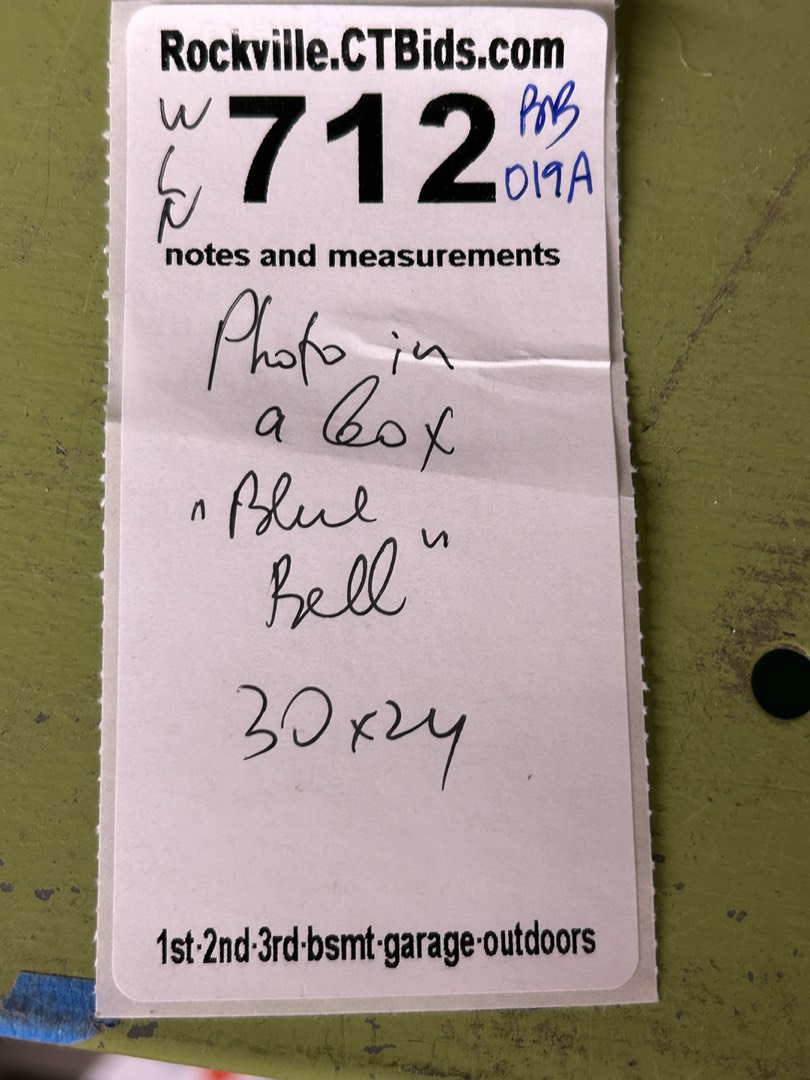 Rockville.CTBids.com
W
L
N
712
019A
notes and measurements
Photo in
a box
"Blue
Bell"
30x24
1st·2nd·3rd·bsmt·garage·outdoors